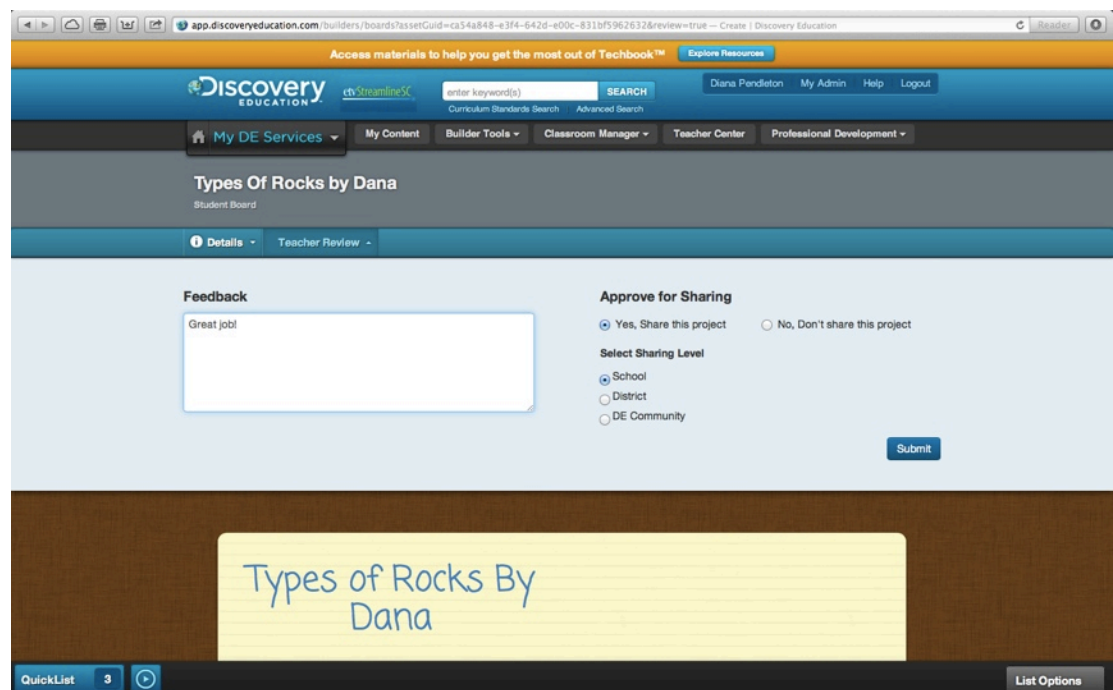 app.discoveryeducation.com/builders/boards?assetGuid=ca54a848-e3f4-642d-e00c-831bf5962632&review=true — Create | Discovery Education
Reader
Access materials to help you get the most out of Techbook™ Explore Resources
Discovery EDUCATION
etvStreamlineSC
enter keyword(s) SEARCH
Curriculum Standards Search Advanced Search
Diana Pendleton My Admin Help Logout
My DE Services My Content Builder Tools Classroom Manager Teacher Center Professional Development
Types Of Rocks by Dana
Student Board
Details Teacher Review
Feedback
Great job!
Approve for Sharing
Yes, Share this project No, Don't share this project
Select Sharing Level
School
District
DE Community
Submit
Types of Rocks By
Dana
QuickList 3 List Options